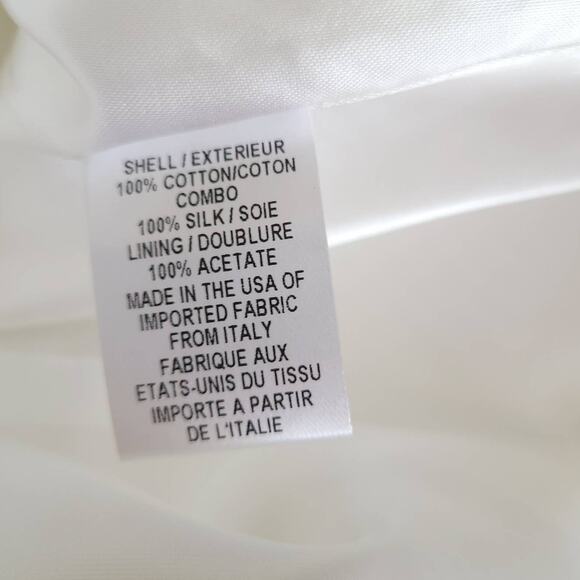 SHELL / EXTERIEUR
100% COTTON/COTON
COMBO
100% SILK / SOIE
LINING / DOUBLURE
100% ACETATE
MADE IN THE USA OF
IMPORTED FABRIC
FROM ITALY
FABRIQUE AUX
ETATS-UNIS DU TISSU
IMPORTE A PARTIR
DE L'ITALIE